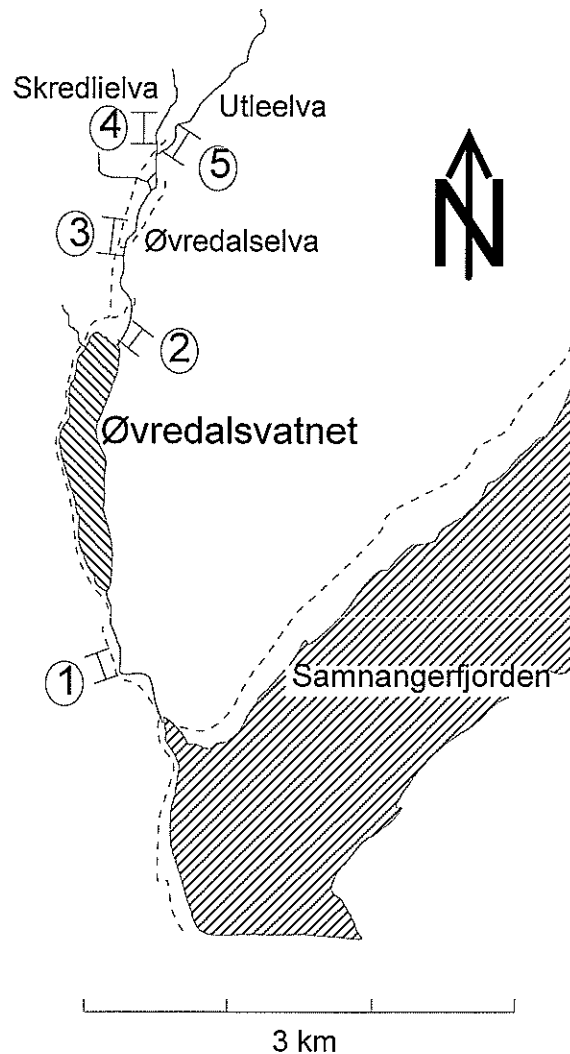 Skredlielva
Utleelva
4
5
3
Øvredalselva
N
2
Øvredalsvatnet
1
Samnangerfjorden
3 km